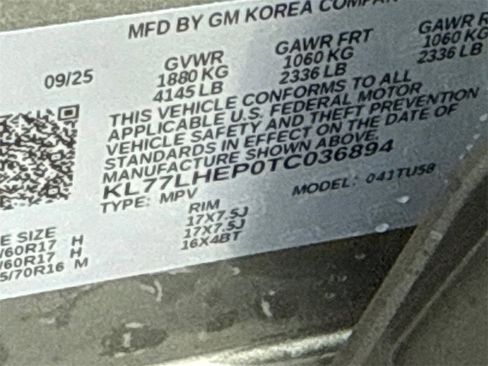 MFD BY GM KOREA COMPAN
09/25
GVWR
1880 KG
4145 LB
GAWR FRT
1060 KG
2336 LB
GAWR R
1060 KG
2336 LB
THIS VEHICLE CONFORMS TO ALL
APPLICABLE U.S. FEDERAL MOTOR
VEHICLE SAFETY AND THEFT PREVENTION
STANDARDS IN EFFECT ON THE DATE OF
MANUFACTURE SHOWN ABOVE.
KL77LHEP0TC036894
TYPE: MPV
MODEL: 041TU58
E SIZE
/60R17 H
/60R17 H
5/70R16 M
RIM
17X7.5J
17X7.5J
16X4BT